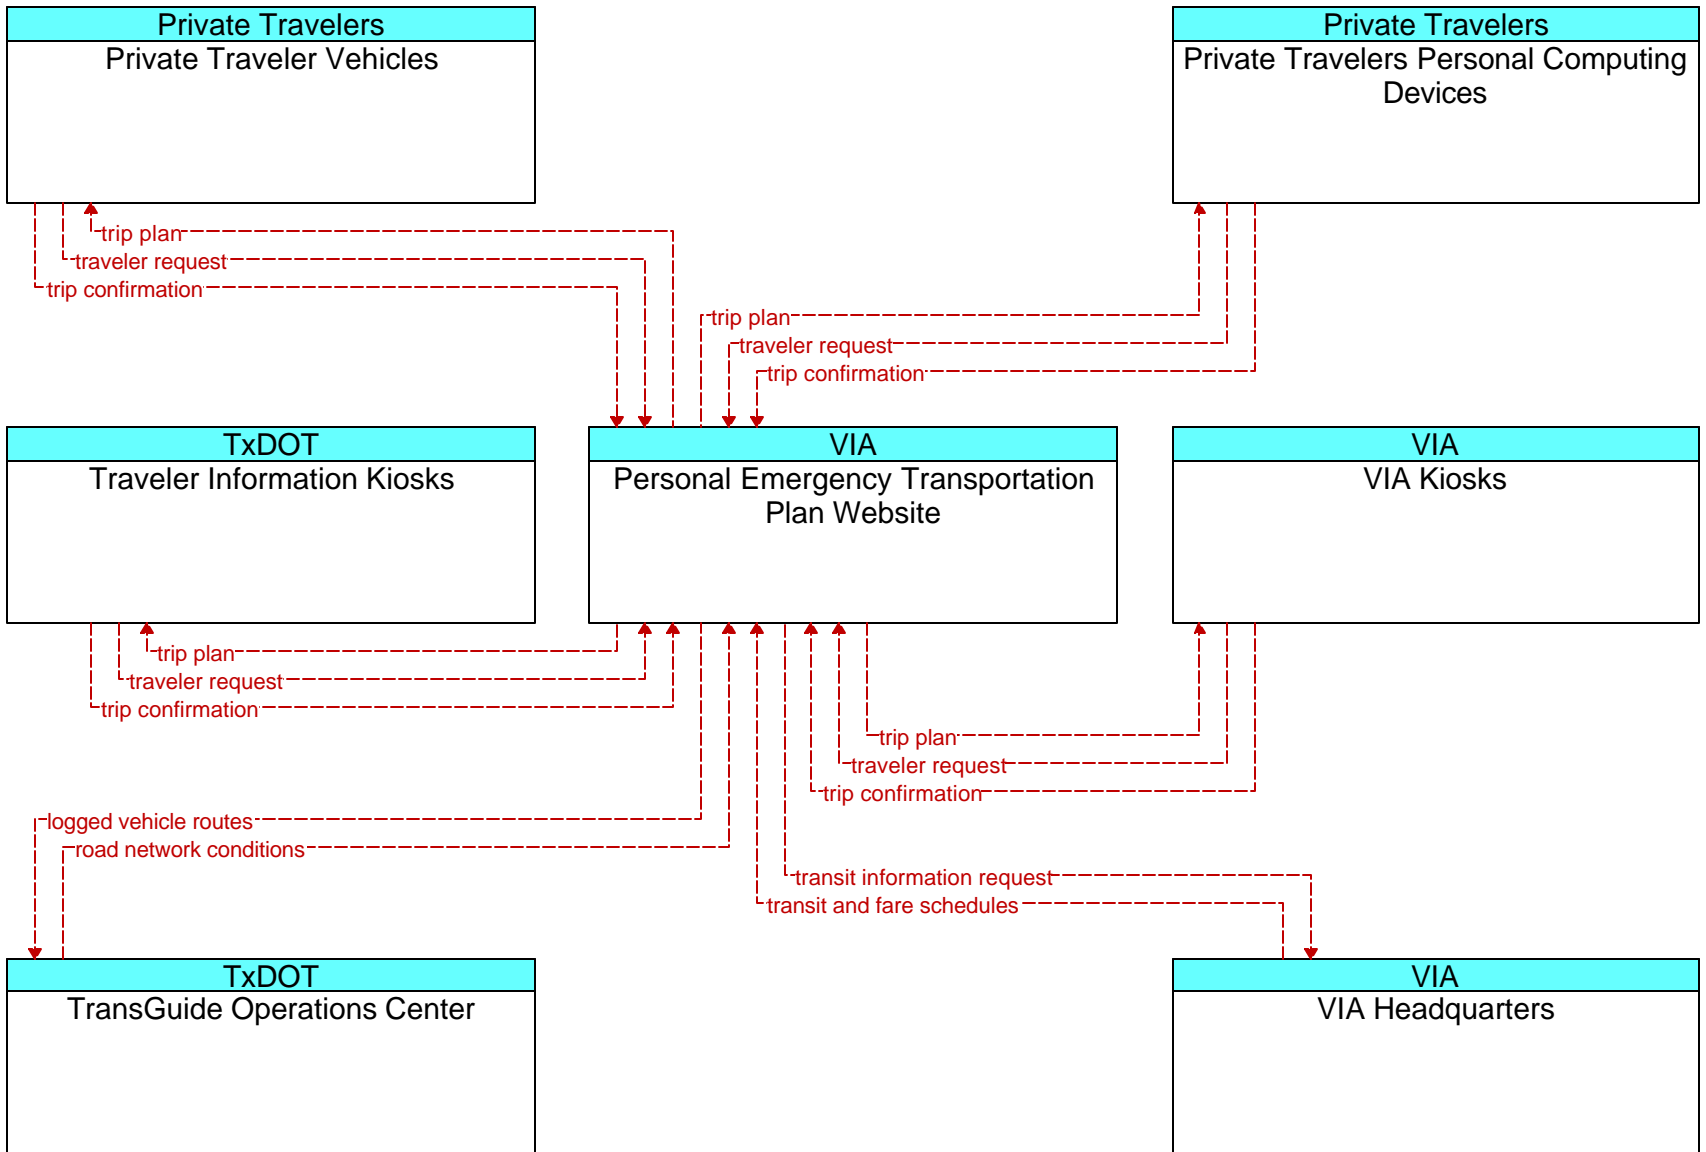 Private Travelers
Private Traveler Vehicles
Private Travelers
Private Travelers Personal Computing
Devices
trip plan
traveler request
trip confirmation
trip plan
traveler request
trip confirmation
TxDOT
Traveler Information Kiosks
VIA
Personal Emergency Transportation
Plan Website
VIA
VIA Kiosks
trip plan
traveler request
trip confirmation
trip plan
traveler request
trip confirmation
logged vehicle routes
road network conditions
transit information request
transit and fare schedules
TxDOT
TransGuide Operations Center
VIA
VIA Headquarters